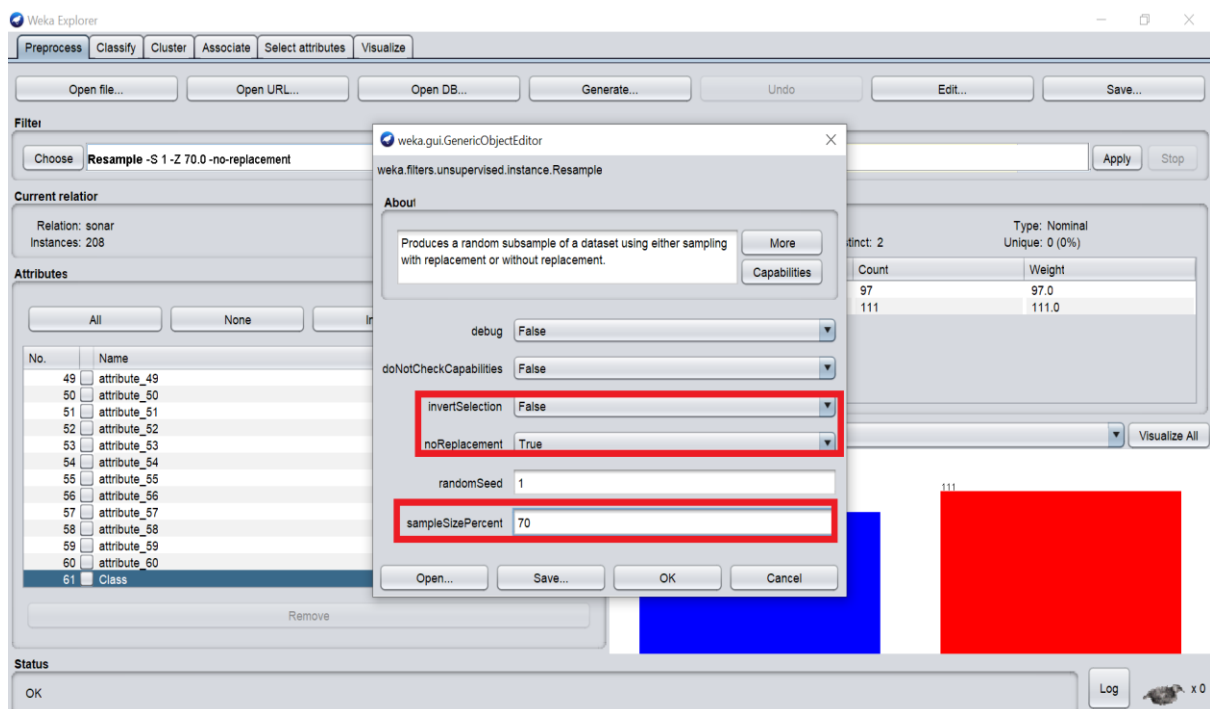 Weka Explorer
Preprocess Classify Cluster Associate Select attributes Visualize
Open file... Open URL... Open DB... Generate... Undo Edit... Save...
Filter
Choose Resample -S 1 -Z 70.0 -no-replacement
Apply Stop
Current relation
Relation: sonar
Instances: 208
Attributes
All None In
No. Name
49 attribute_49
50 attribute_50
51 attribute_51
52 attribute_52
53 attribute_53
54 attribute_54
55 attribute_55
56 attribute_56
57 attribute_57
58 attribute_58
59 attribute_59
60 attribute_60
61 Class
Remove
weka.gui.GenericObjectEditor
weka.filters.unsupervised.instance.Resample
About
Produces a random subsample of a dataset using either sampling
with replacement or without replacement.
More
Capabilities
debug False
doNotCheckCapabilities False
invertSelection False
noReplacement True
randomSeed 1
sampleSizePercent 70
Open... Save... OK Cancel
Type: Nominal
stinct: 2 Unique: 0 (0%)
Count Weight
97 97.0
111 111.0
Visualize All
111
Status
OK
Log x 0